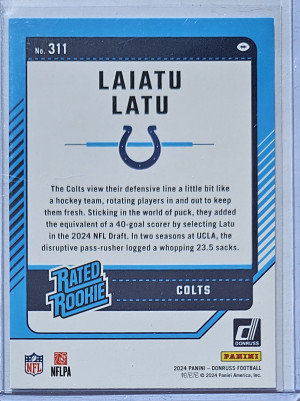 No. 311
LAIATU
LATU
The Colts view their defensive line a little bit like
a hockey team, rotating players in and out to keep
them fresh. Sticking in the world of puck, they added
the equivalent of a 40-goal scorer by selecting Latu
in the 2024 NFL Draft. In two seasons at UCLA, the
disruptive pass-rusher logged a whopping 23.5 sacks.
RATED
ROOKIE
COLTS
DONRUSS
NFL
NFLPA
PANINI
2024 PANINI - DONRUSS FOOTBALL
帕尼尼 © 2024 Panini America, Inc.